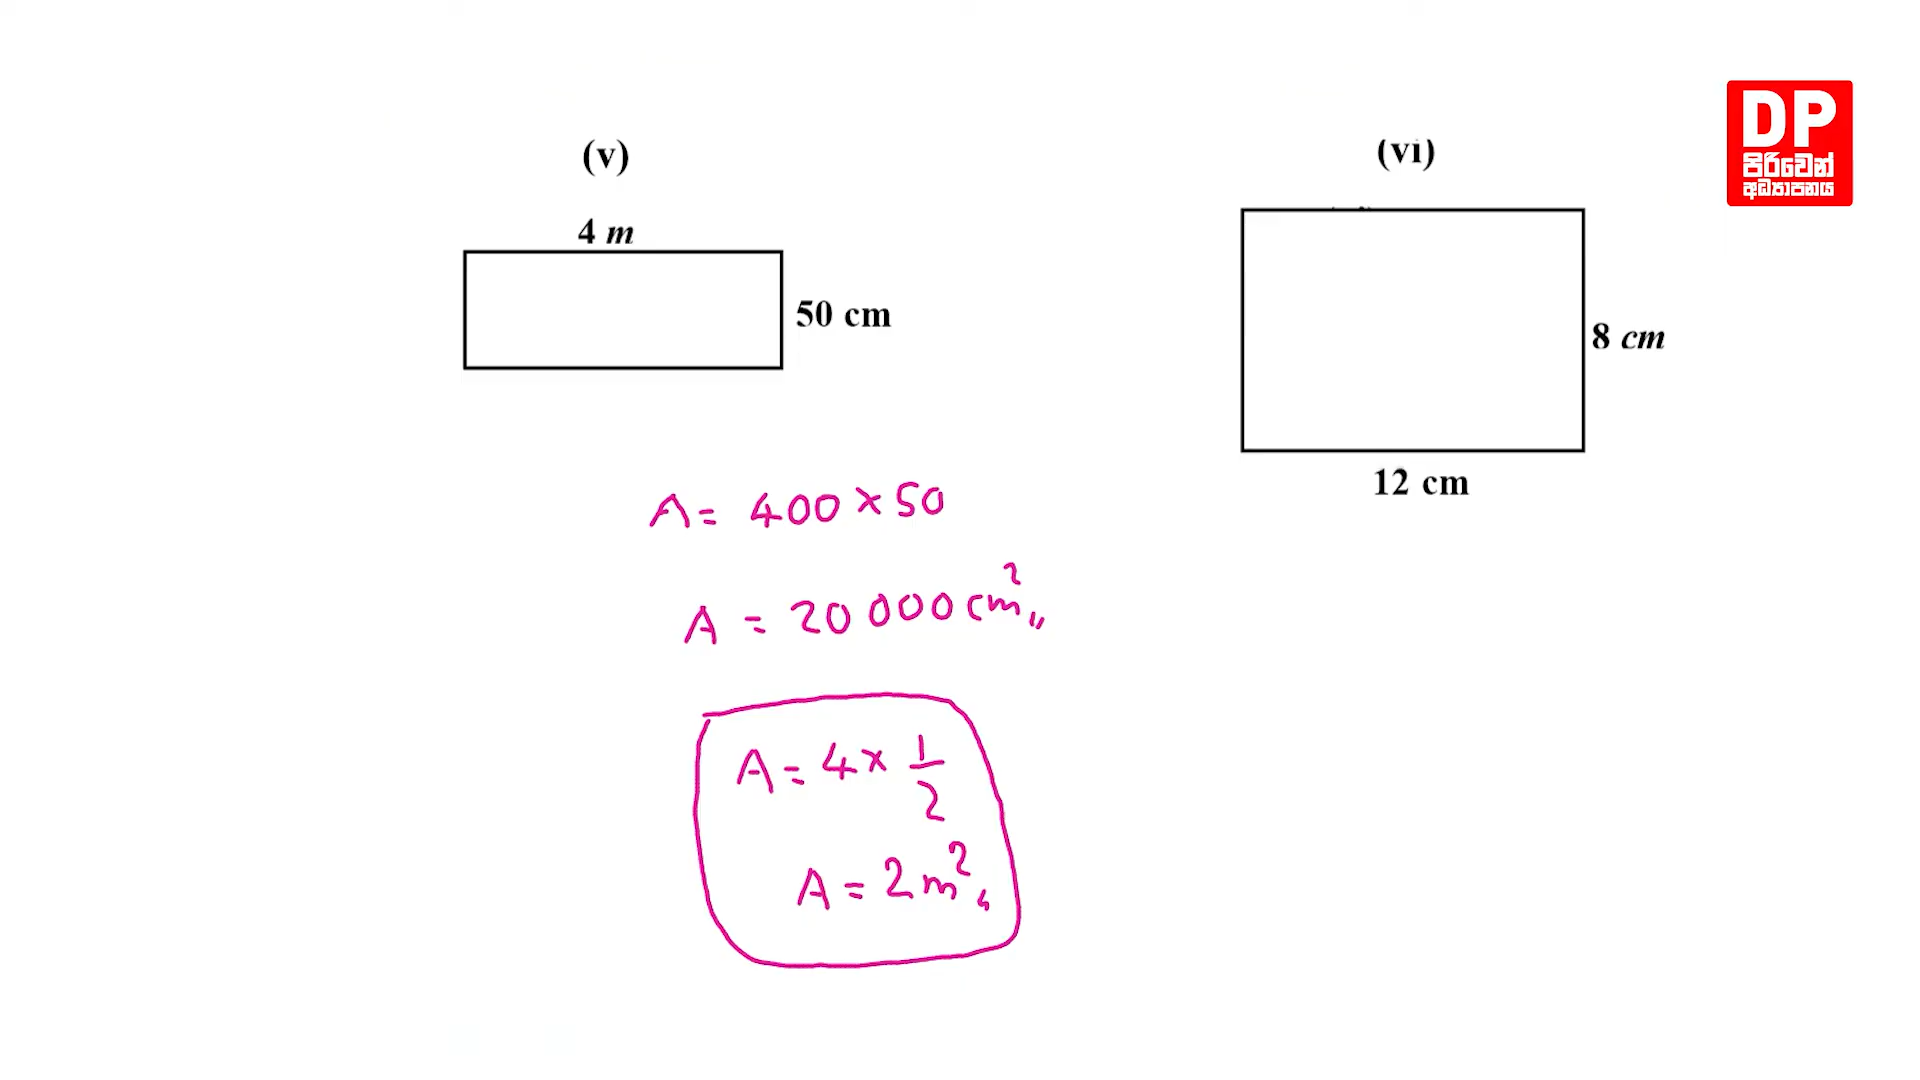 (v)
4 m
50 cm
A = 400 × 50
A = 20 000 cm²
A = 4 × 1/2
A = 2 m²
(vi)
8 cm
12 cm
DP
පිරිවෙන්
අධ්‍යාපනය